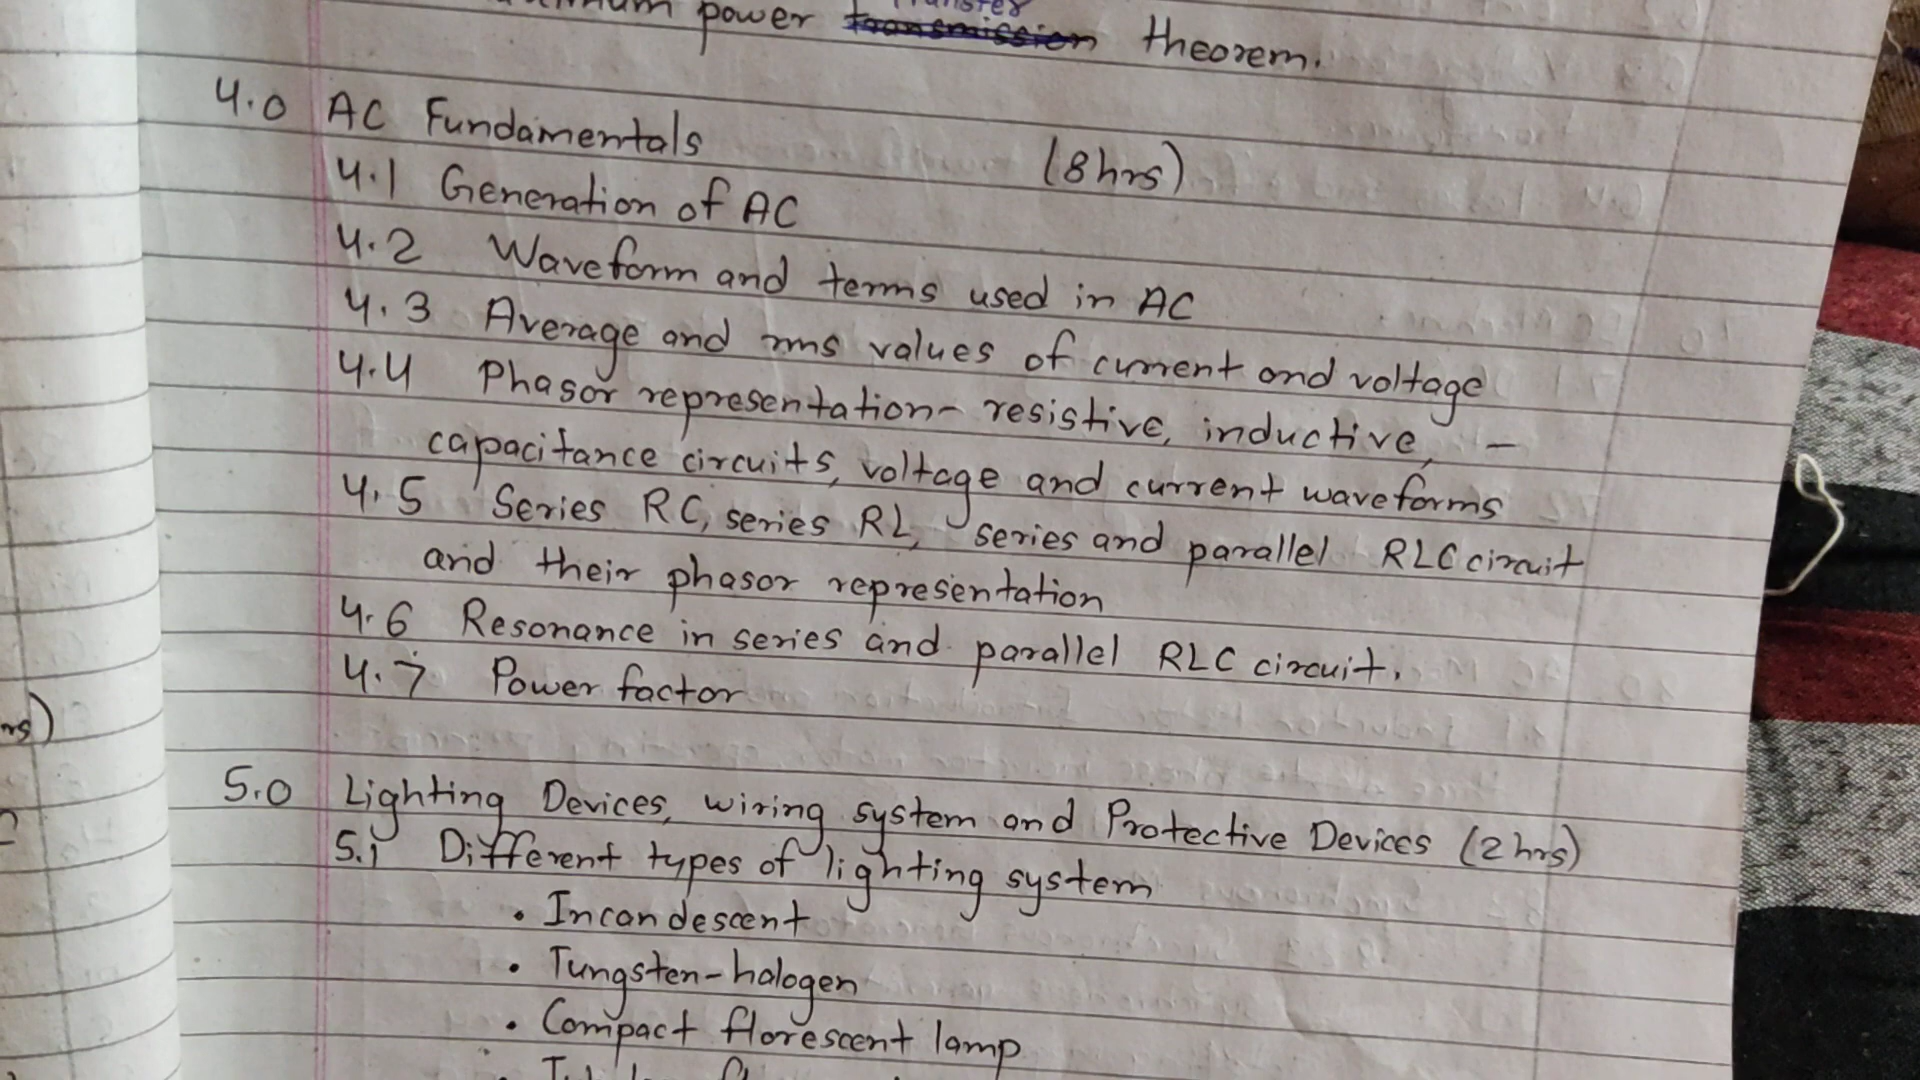 power transfer theorem.
4.0 AC Fundamentals (8hrs)
4.1 Generation of AC
4.2 Waveform and terms used in AC
4.3 Average and rms values of current and voltage
4.4 Phasor representation- resistive, inductive, -
capacitance circuits, voltage and current waveforms
4.5 Series RC, series RL, series and parallel RLC circuit
and their phasor representation
4.6 Resonance in series and parallel RLC circuit.
4.7 Power factor
5.0 Lighting Devices, wiring system and Protective Devices (2hrs)
5.1 Different types of lighting system
• Incandescent
• Tungsten-halogen
• Compact florescent lamp